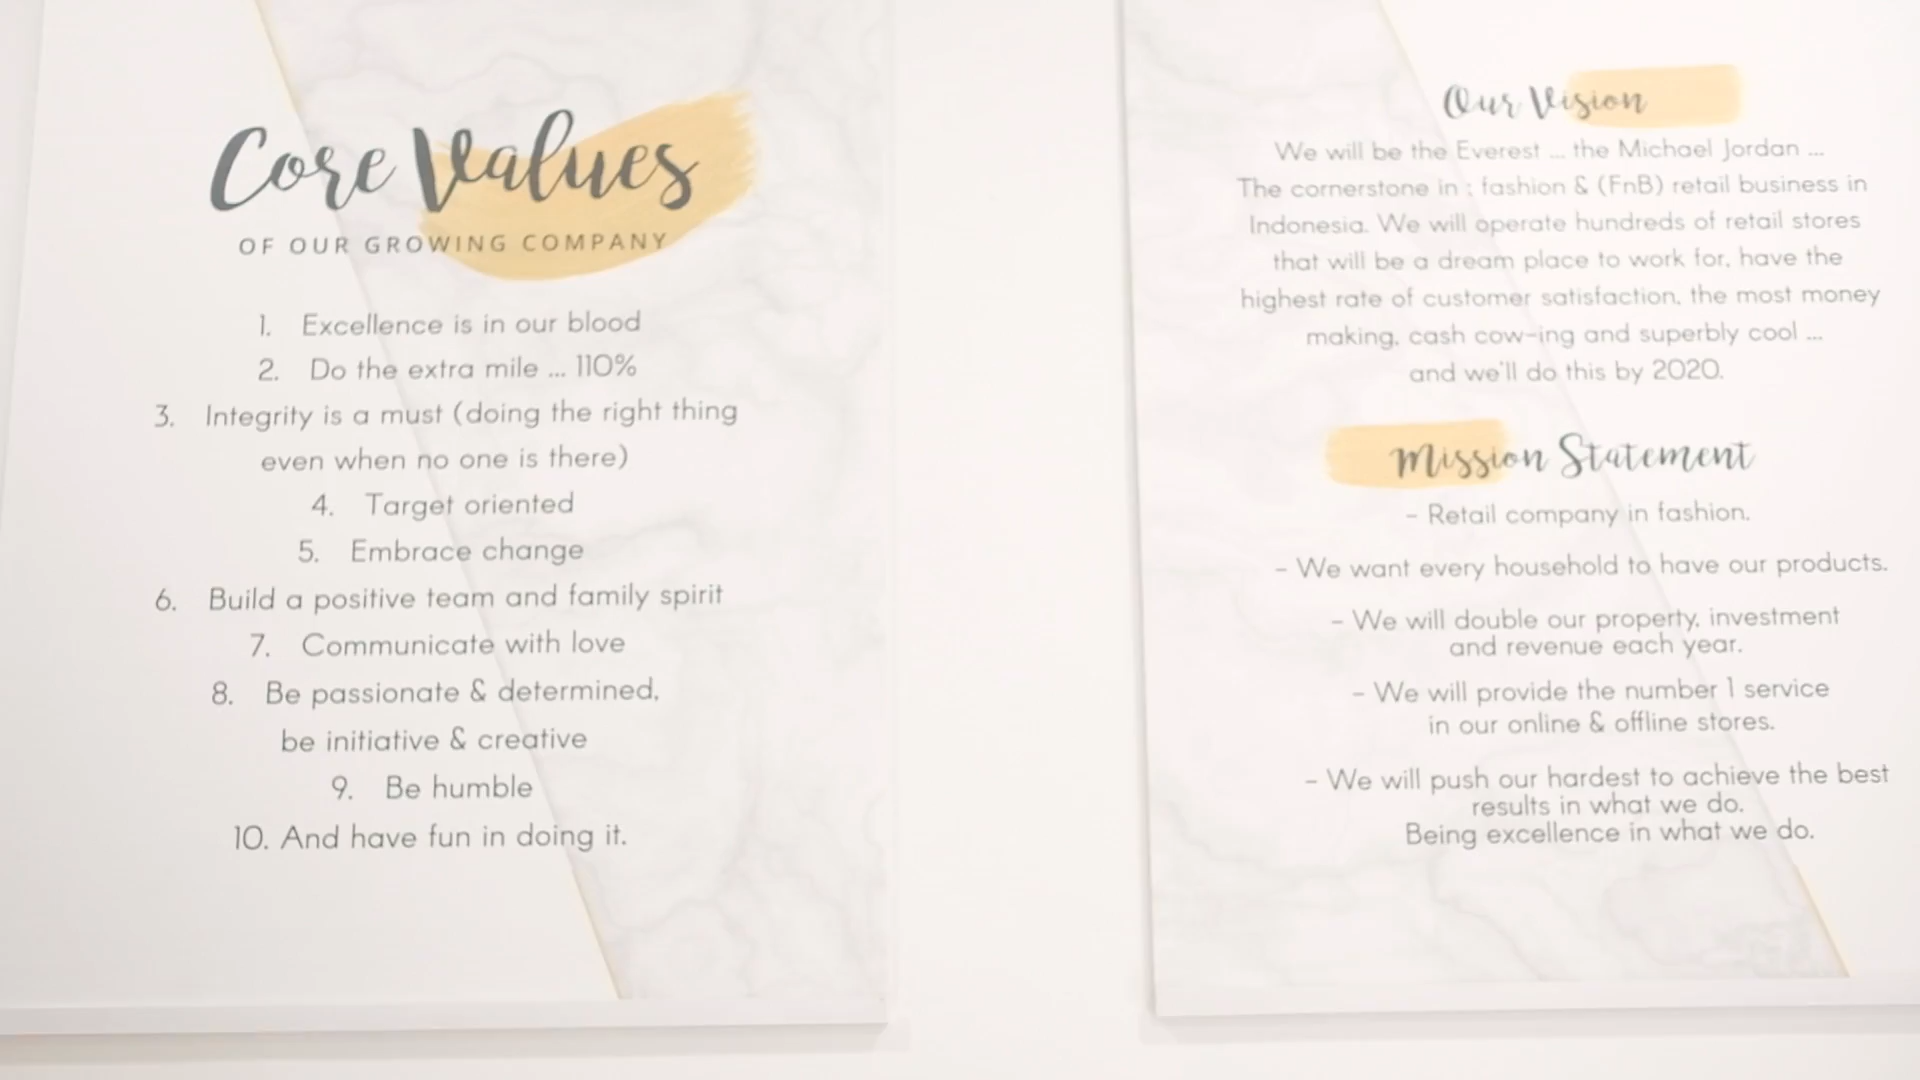 Core Values
OF OUR GROWING COMPANY
1. Excellence is in our blood
2. Do the extra mile ... 110%
3. Integrity is a must (doing the right thing
even when no one is there)
4. Target oriented
5. Embrace change
6. Build a positive team and family spirit
7. Communicate with love
8. Be passionate & determined,
be initiative & creative
9. Be humble
10. And have fun in doing it.
Our Vision
We will be the Everest ... the Michael Jordan ...
The cornerstone in : fashion & (FnB) retail business in
Indonesia. We will operate hundreds of retail stores
that will be a dream place to work for, have the
highest rate of customer satisfaction, the most money
making, cash cow-ing and superbly cool ...
and we'll do this by 2020.
Mission Statement
- Retail company in fashion.
- We want every household to have our products.
- We will double our property, investment
and revenue each year.
- We will provide the number 1 service
in our online & offline stores.
- We will push our hardest to achieve the best
results in what we do.
Being excellence in what we do.